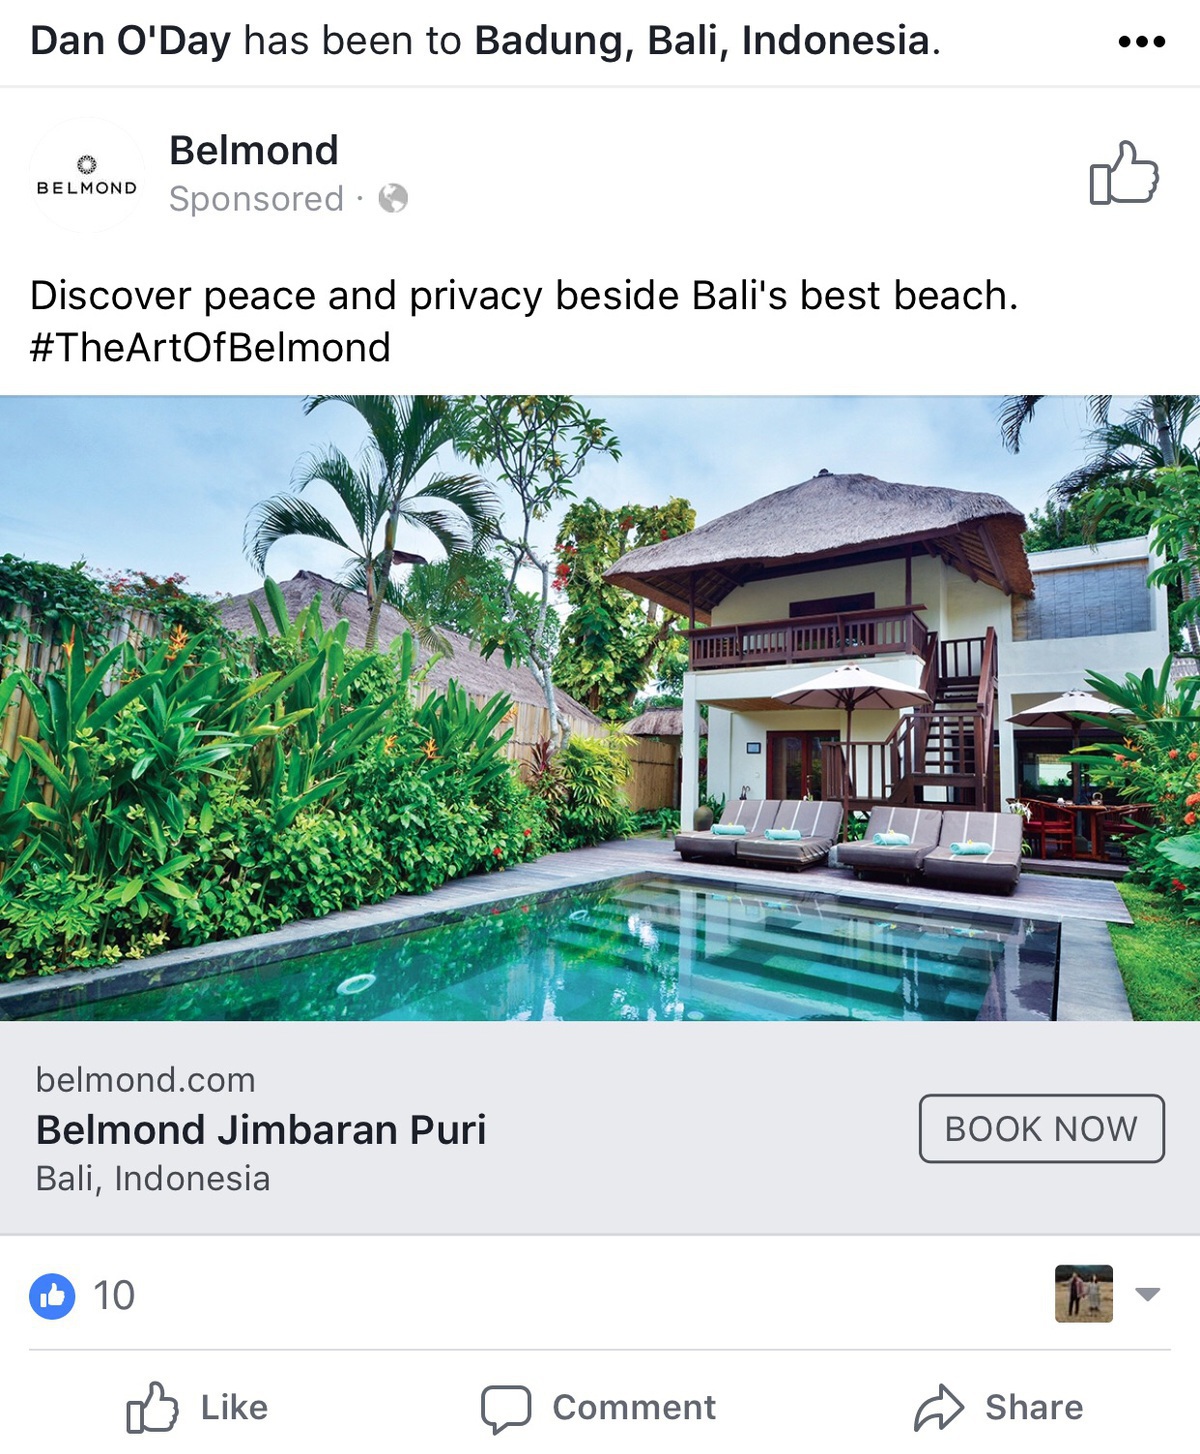 Dan O'Day has been to Badung, Bali, Indonesia.
BELMOND
Belmond
Sponsored ·
Discover peace and privacy beside Bali's best beach.
#TheArtOfBelmond
belmond.com
Belmond Jimbaran Puri
Bali, Indonesia
BOOK NOW
10
Like
Comment
Share